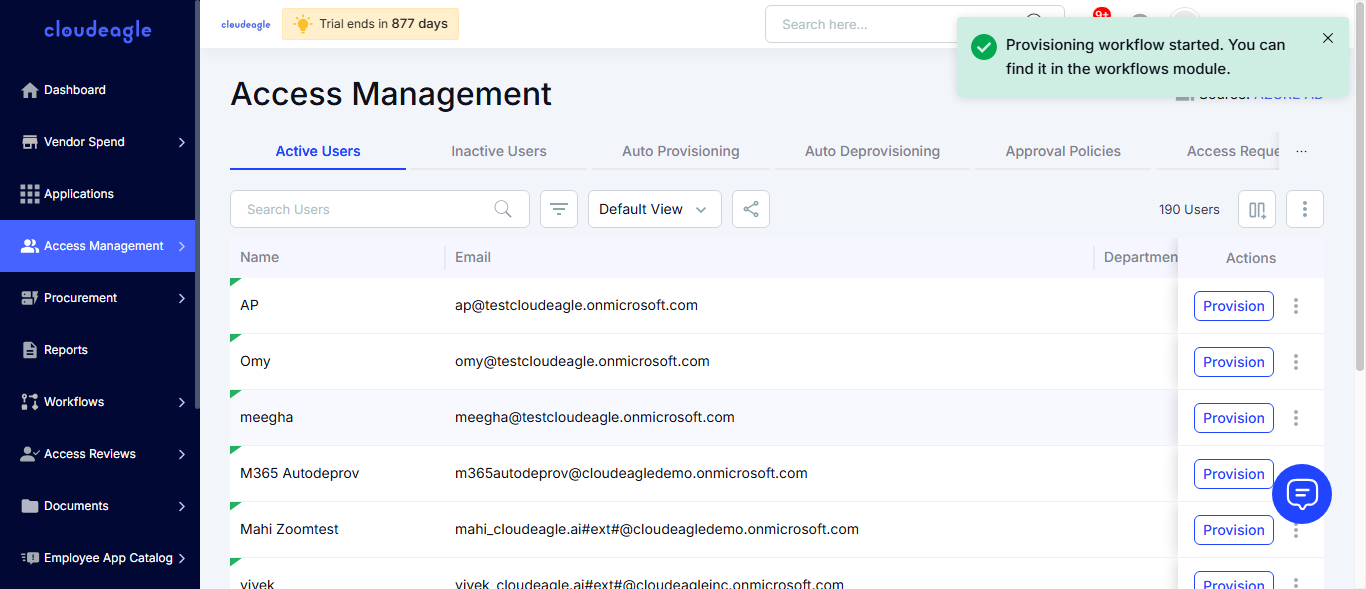 cloudeagle
Dashboard
Vendor Spend
Applications
Access Management
Procurement
Reports
Workflows
Access Reviews
Documents
Employee App Catalog
cloudeagle
Trial ends in 877 days
Search here...
9+
Provisioning workflow started. You can
find it in the workflows module.
Access Management
Source: AZURE AD
Active Users
Inactive Users
Auto Provisioning
Auto Deprovisioning
Approval Policies
Access Reque
...
Search Users
Default View
190 Users
Name
Email
Departmen
Actions
AP
ap@testcloudeagle.onmicrosoft.com
Provision
Omy
omy@testcloudeagle.onmicrosoft.com
Provision
meegha
meegha@testcloudeagle.onmicrosoft.com
Provision
M365 Autodeprov
m365autodeprov@cloudeagledemo.onmicrosoft.com
Provision
Mahi Zoomtest
mahi_cloudeagle.ai#ext#@cloudeagledemo.onmicrosoft.com
Provision
vivek
vivek_cloudeagle.ai#ext#@cloudeagleinc.onmicrosoft.com
Provision